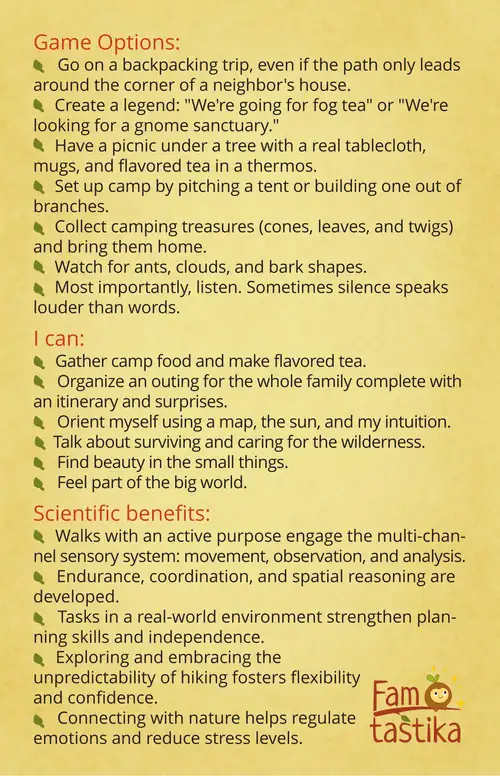 Game Options:
Go on a backpacking trip, even if the path only leads
around the corner of a neighbor's house.
Create a legend: "We're going for fog tea" or "We're
looking for a gnome sanctuary."
Have a picnic under a tree with a real tablecloth,
mugs, and flavored tea in a thermos.
Set up camp by pitching a tent or building one out of
branches.
Collect camping treasures (cones, leaves, and twigs)
and bring them home.
Watch for ants, clouds, and bark shapes.
Most importantly, listen. Sometimes silence speaks
louder than words.
I can:
Gather camp food and make flavored tea.
Organize an outing for the whole family complete with
an itinerary and surprises.
Orient myself using a map, the sun, and my intuition.
Talk about surviving and caring for the wilderness.
Find beauty in the small things.
Feel part of the big world.
Scientific benefits:
Walks with an active purpose engage the multi-chan-
nel sensory system: movement, observation, and analysis.
Endurance, coordination, and spatial reasoning are
developed.
Tasks in a real-world environment strengthen plan-
ning skills and independence.
Exploring and embracing the
unpredictability of hiking fosters flexibility
and confidence.
Connecting with nature helps regulate
emotions and reduce stress levels.
Fam
tastika